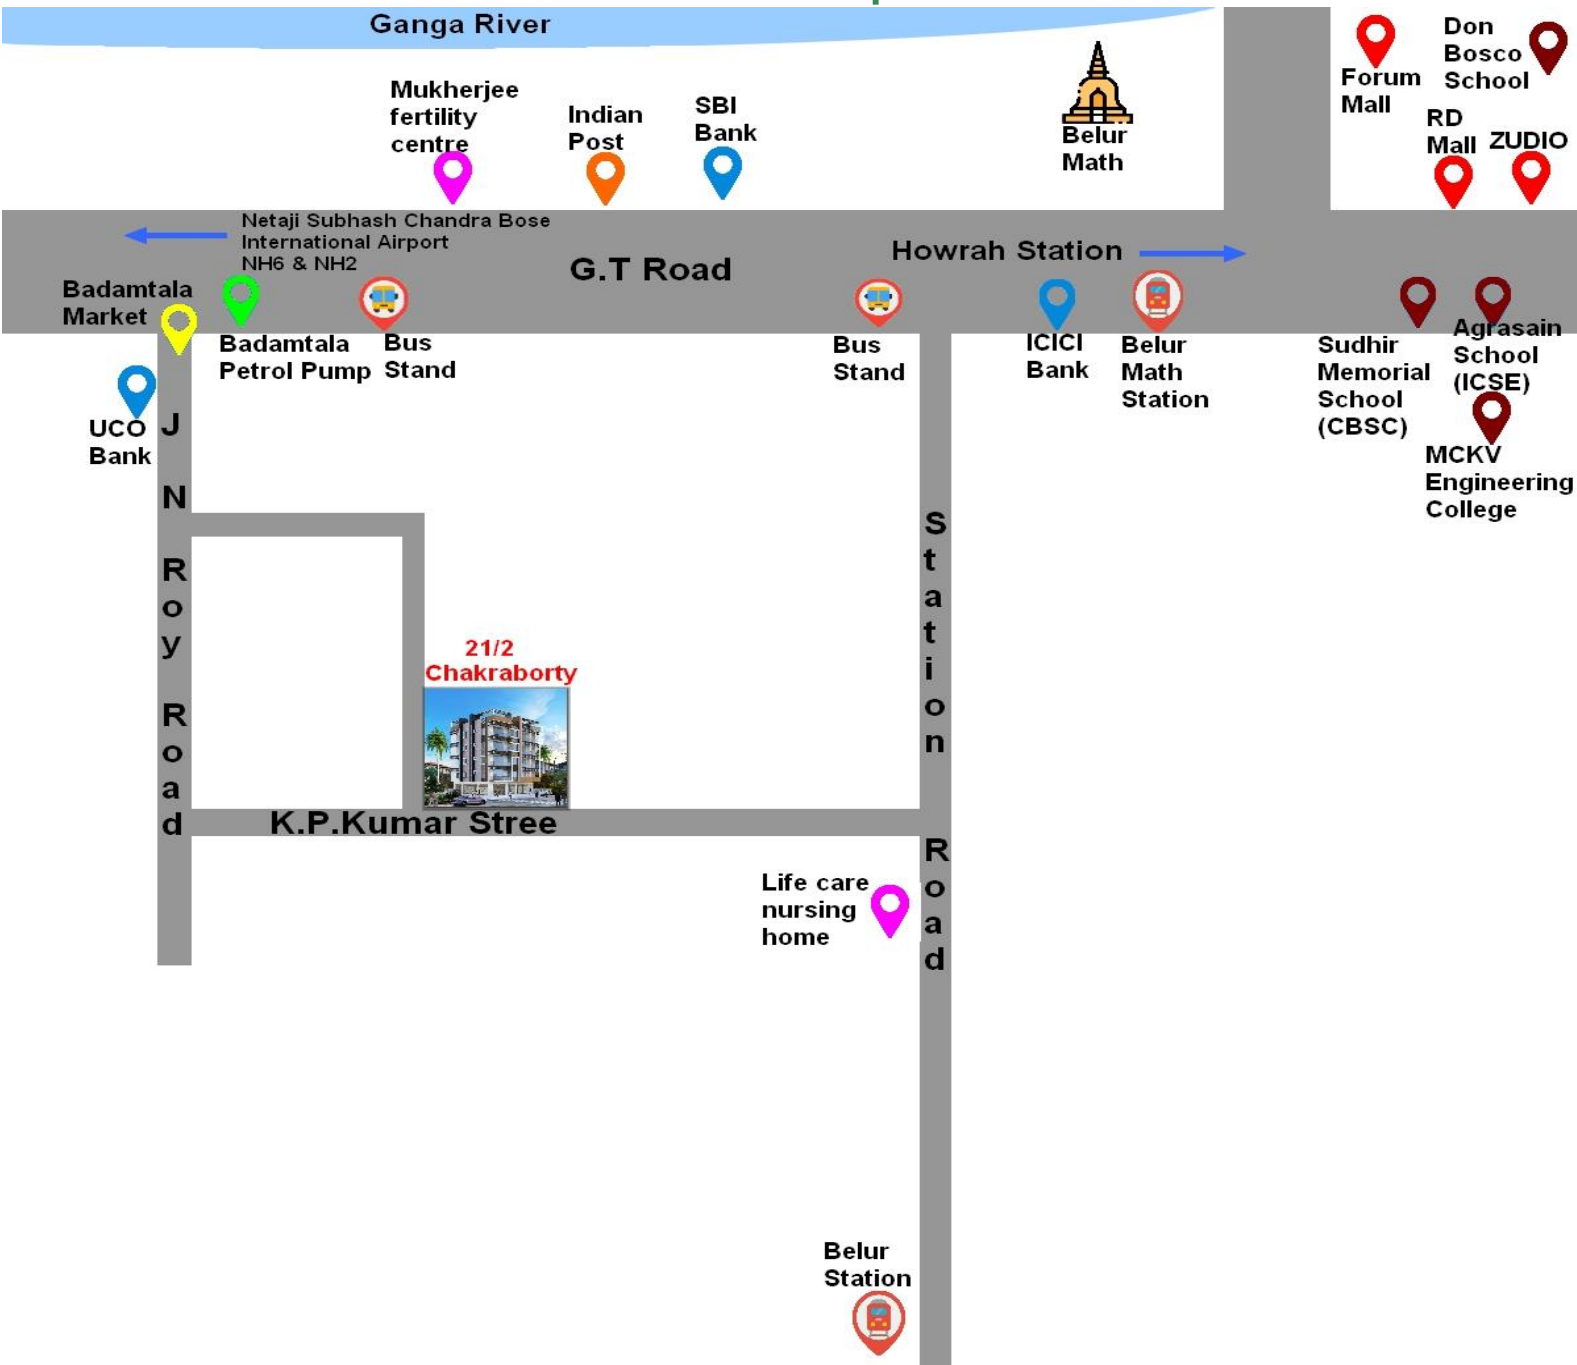 Ganga River
Don
Bosco
School
Forum
Mall
RD
Mall
ZUDIO
Mukherjee
fertility
centre
Indian
Post
SBI
Bank
Belur
Math
Netaji Subhash Chandra Bose
International Airport
NH6 & NH2
G.T Road
Howrah Station
Badamtala
Market
Badamtala
Petrol Pump
Bus
Stand
Bus
Stand
ICICI
Bank
Belur
Math
Station
Sudhir
Memorial
School
(CBSC)
Agrasain
School
(ICSE)
MCKV
Engineering
College
UCO
Bank
J N Roy Road
Station Road
21/2
Chakraborty
K.P.Kumar Stree
Life care
nursing
home
Belur
Station